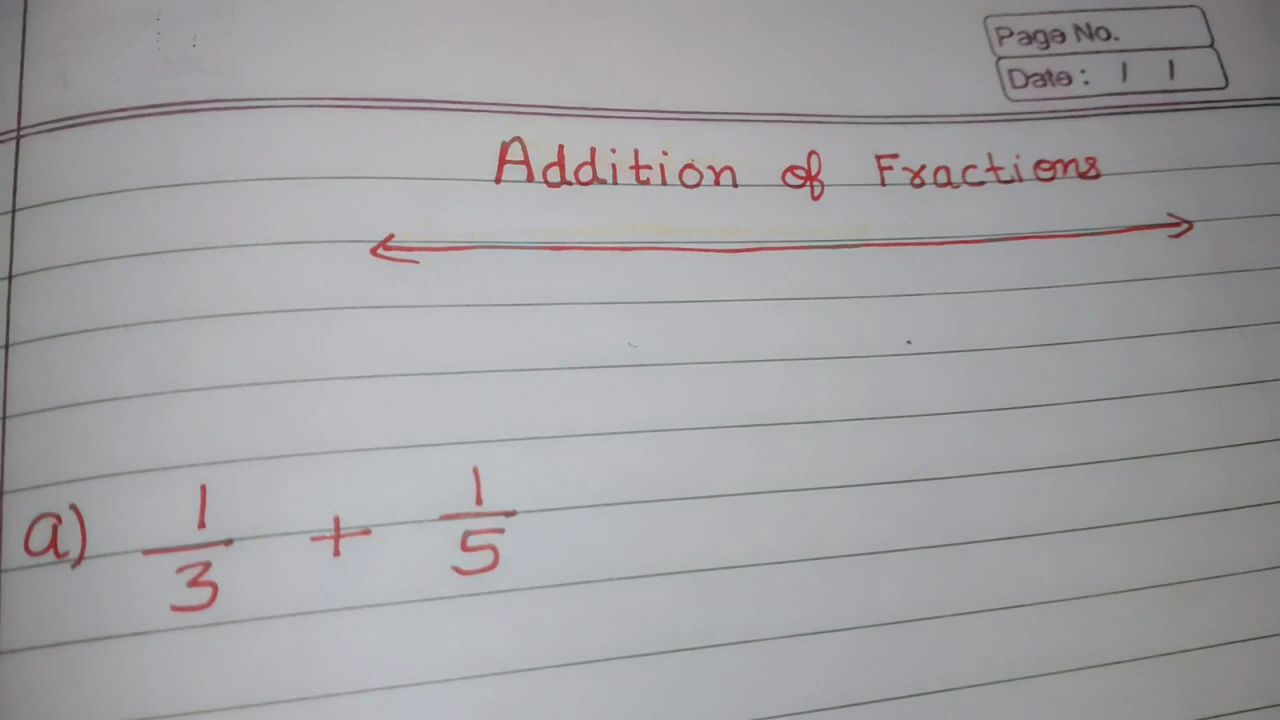 Page No.
Date: / /
Addition of Fractions
a) 1/3 + 1/5